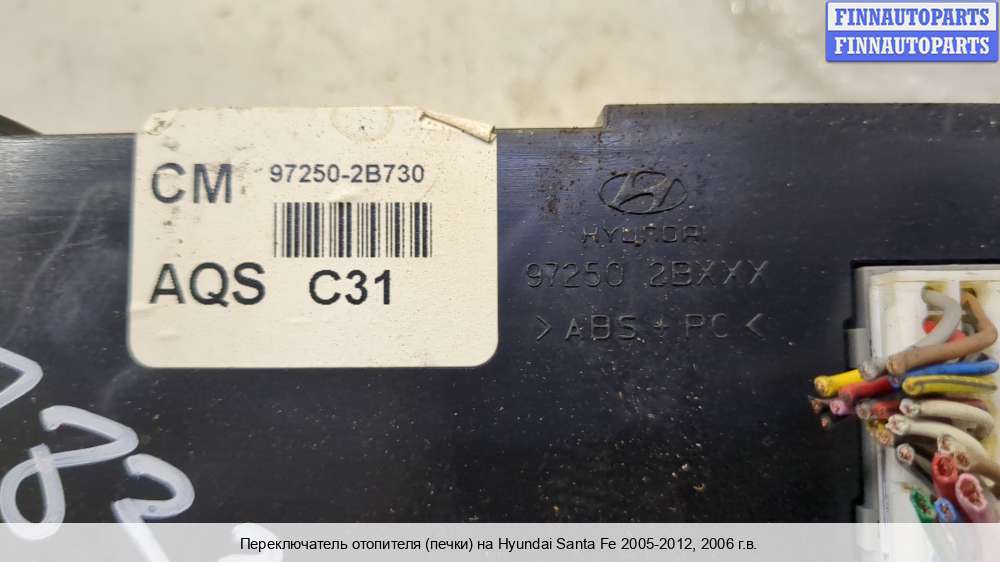 FINNAUTOPARTS
FINNAUTOPARTS
CM 97250-2B730
AQS C31
HYUNDAI
97250 2BXXX
>ABS + PC<
Переключатель отопителя (печки) на Hyundai Santa Fe 2005-2012, 2006 г.в.